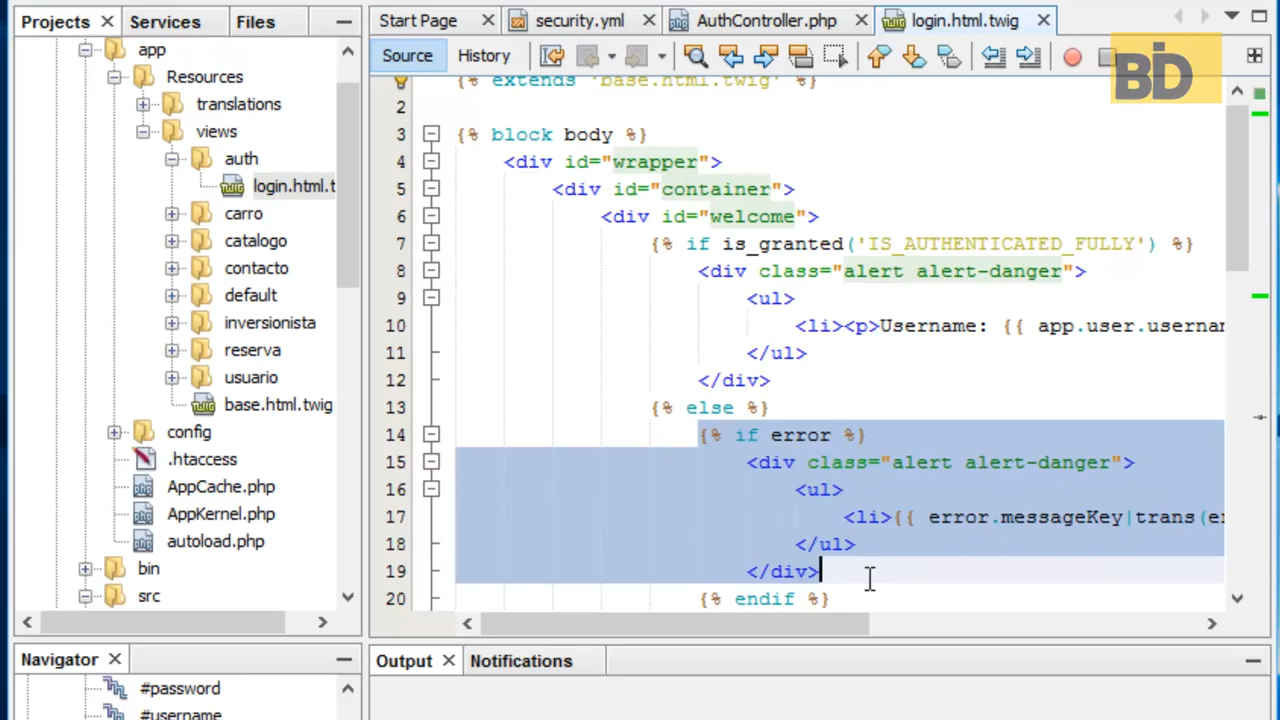 Projects
Services
Files
app
Resources
translations
views
auth
login.html.t
carro
catalogo
contacto
default
inversionista
reserva
usuario
base.html.twig
config
.htaccess
AppCache.php
AppKernel.php
autoload.php
bin
src
Navigator
#password
#username
Start Page
security.yml
AuthController.php
login.html.twig
Source
History
BD
{% extends 'base.html.twig' %}
2
3 {% block body %}
4 <div id="wrapper">
5 <div id="container">
6 <div id="welcome">
7 {% if is_granted('IS_AUTHENTICATED_FULLY') %}
8 <div class="alert alert-danger">
9 <ul>
10 <li><p>Username: {{ app.user.usernam
11 </ul>
12 </div>
13 {% else %}
14 {% if error %}
15 <div class="alert alert-danger">
16 <ul>
17 <li>{{ error.messageKey|trans(er
18 </ul>
19 </div>
20 {% endif %}
Output
Notifications